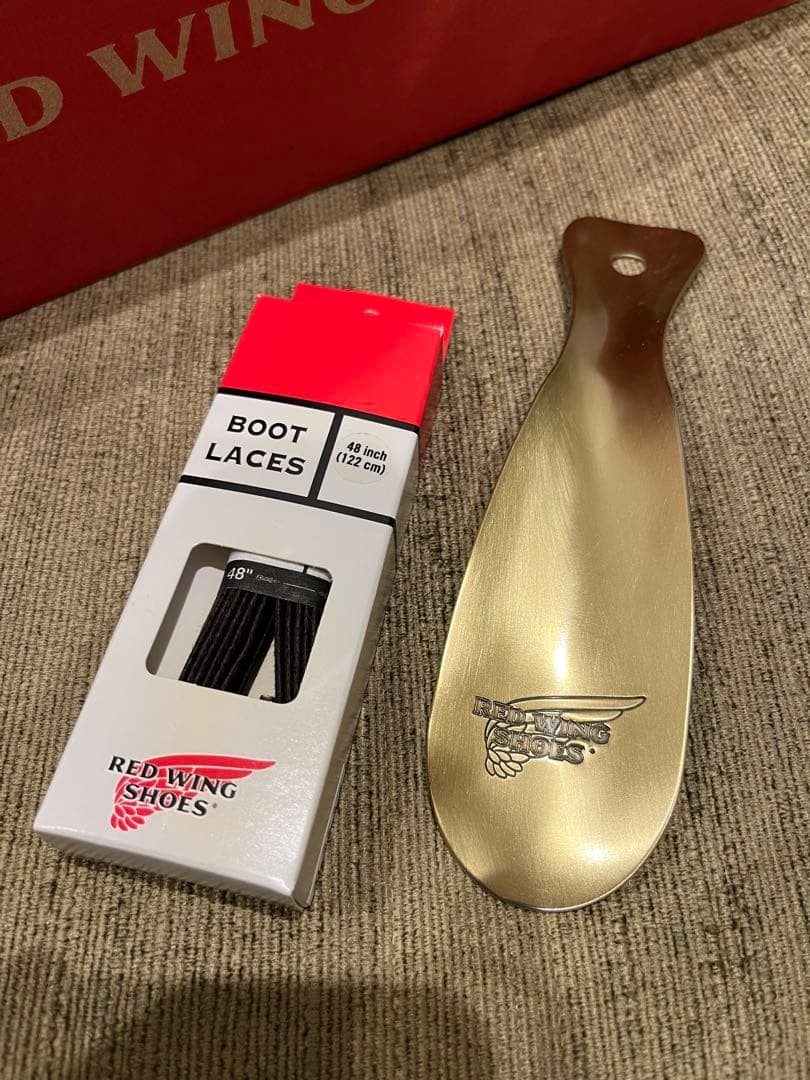 D WING
BOOT
LACES
48 inch
(122 cm)
48"
RED WING
SHOES®
RED WING
SHOES®